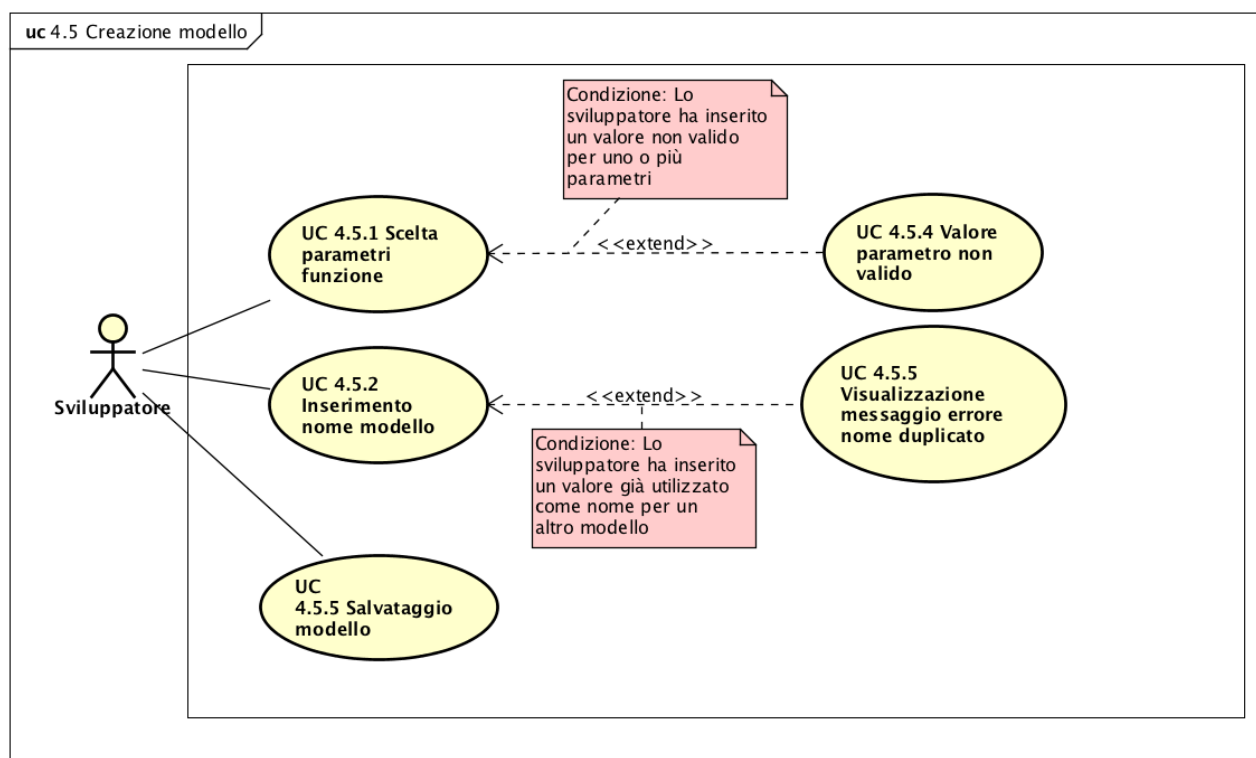 uc 4.5 Creazione modello
Condizione: Lo
sviluppatore ha inserito
un valore non valido
per uno o più
parametri
UC 4.5.1 Scelta
parametri
funzione
<<extend>>
UC 4.5.4 Valore
parametro non
valido
Sviluppatore
UC 4.5.2
Inserimento
nome modello
<<extend>>
UC 4.5.5
Visualizzazione
messaggio errore
nome duplicato
Condizione: Lo
sviluppatore ha inserito
un valore già utilizzato
come nome per un
altro modello
UC
4.5.5 Salvataggio
modello